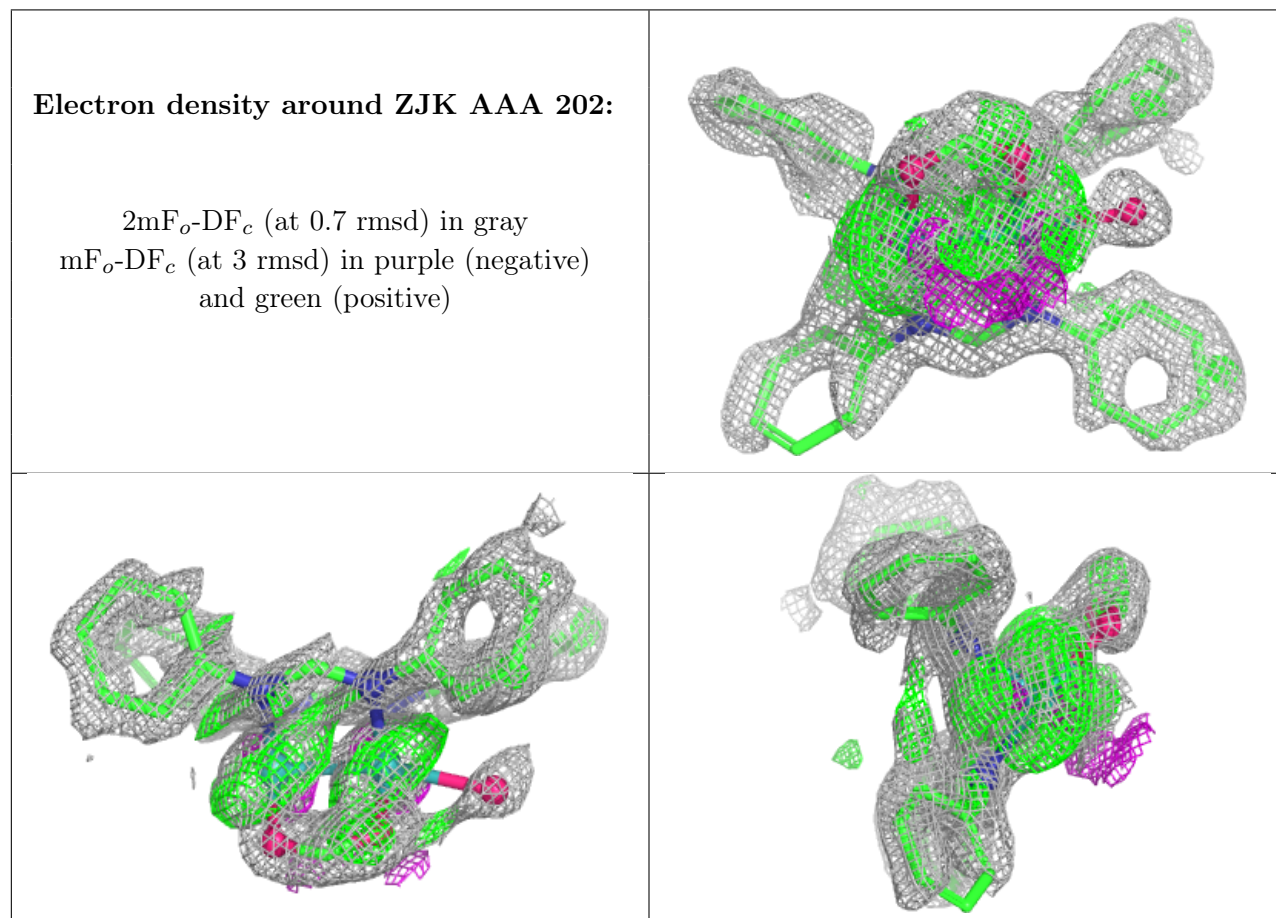 Electron density around ZJK AAA 202:
2mFo-DFc (at 0.7 rmsd) in gray
mFo-DFc (at 3 rmsd) in purple (negative)
and green (positive)